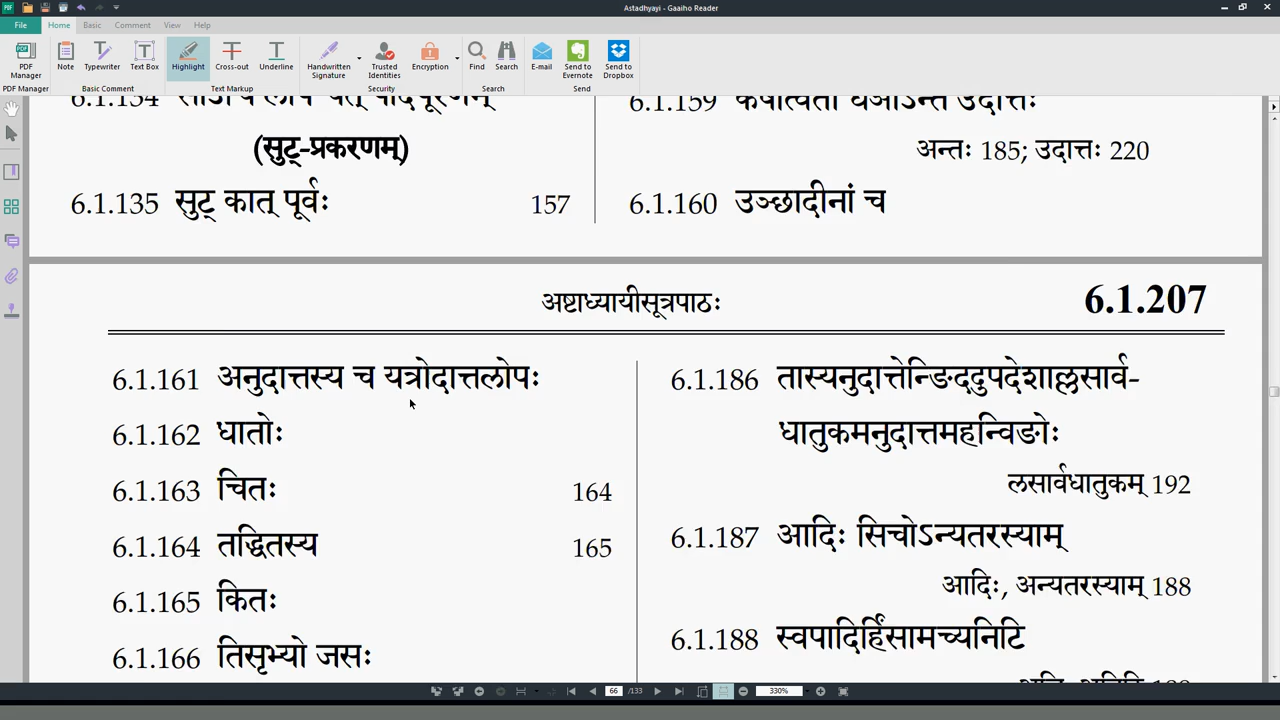 Astadhyayi - Gaaiho Reader
File Home Basic Comment View Help
PDF Manager Note Typewriter Text Box Highlight Cross-out Underline Handwritten Signature Trusted Identities Encryption Find Search E-mail Send to Evernote Send to Dropbox
PDF Manager Basic Comment Text Markup Security Search Send
6.1.134
(सुट्-प्रकरणम्)
6.1.135 सुट् कात् पूर्वः 157
6.1.159
अन्तः 185; उदात्तः 220
6.1.160 उञ्छादीनां च
अष्टाध्यायीसूत्रपाठः 6.1.207
6.1.161 अनुदात्तस्य च यत्रोदात्तलोपः
6.1.162 धातोः
6.1.163 चितः 164
6.1.164 तद्धितस्य 165
6.1.165 कितः
6.1.166 तिसृभ्यो जसः
6.1.186 तास्यनुदात्तेन्ङिददुपदेशाल्लसार्व-
धातुकमनुदात्तमहन्विङोः
लसार्वधातुकम् 192
6.1.187 आदिः सिचोऽन्यतरस्याम्
आदिः, अन्यतरस्याम् 188
6.1.188 स्वपादिर्हिंसामच्यनिटि
66 /133 330%